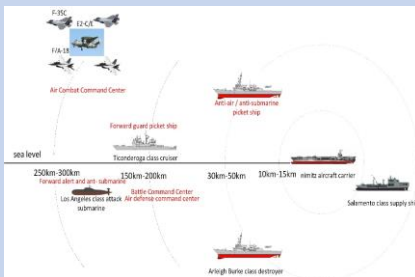 F-35C
E2-C/E
F/A-18
Air Combat Command Center
Anti-air / anti-submarine
picket ship
Forward guard picket ship
Ticonderoga class cruiser
sea level
250km-300km
150km-200km
30km-50km
10km-15km
nimitz aircraft carrier
Forward alert and anti- submarine
Los Angeles class attack
submarine
Battle Command Center
Air defense command center
Salamento class supply ship
Arleigh Burke class destroyer